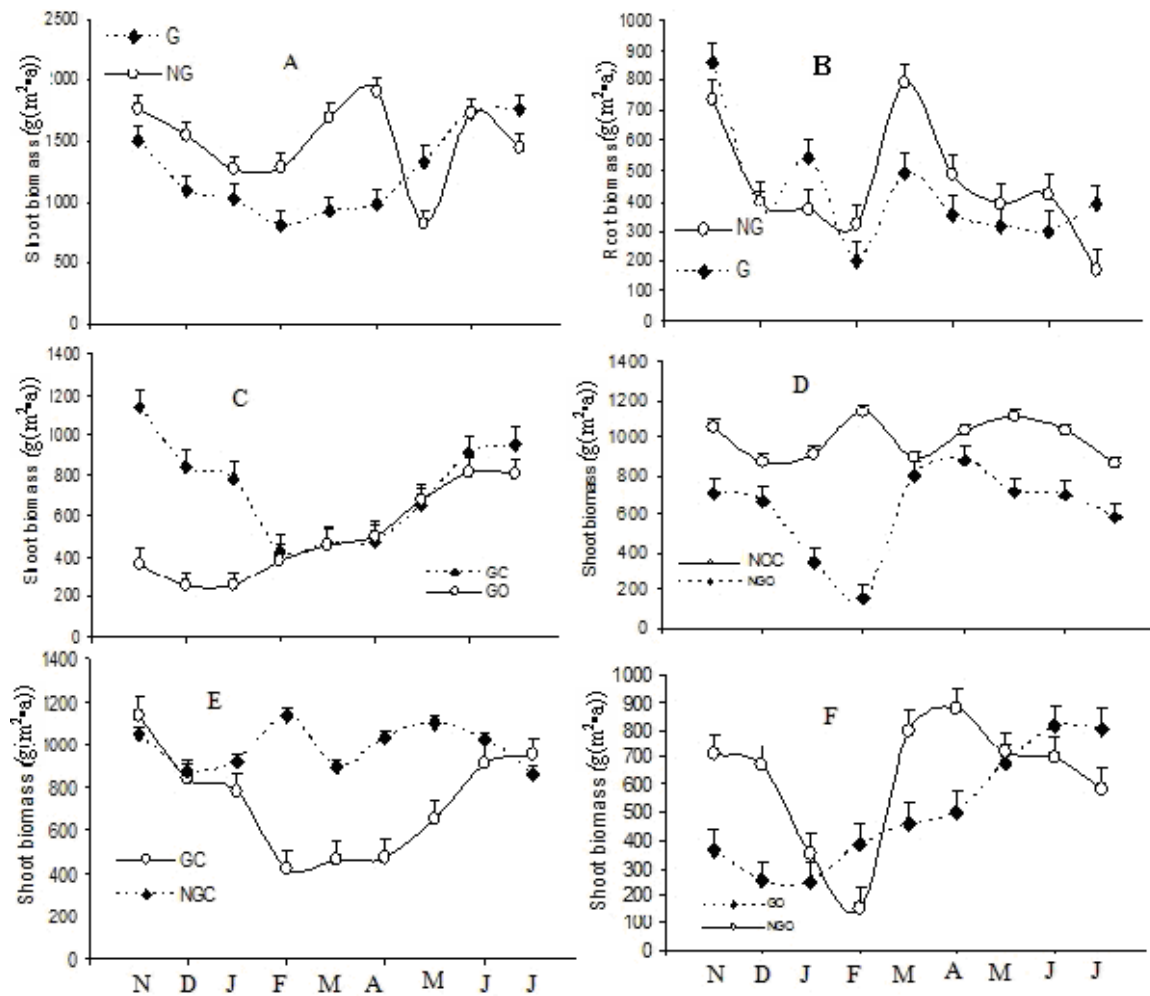 2500
2000
1500
1000
500
0
Shoot biomass (g(m²•a))
G
NG
A
1000
900
800
700
600
500
400
300
200
100
0
Root biomass (g(m²•a,)
B
NG
G
1400
1200
1000
800
600
400
200
0
Shoot biomass (g(m²•a))
C
GC
GO
1400
1200
1000
800
600
400
200
0
Shoot biomass (g(m²•a))
D
NGC
NGO
1400
1200
1000
800
600
400
200
0
Shoot biomass (g(m²•a))
E
GC
NGC
N D J F M A M J J
1000
900
800
700
600
500
400
300
200
100
0
Shoot biomass (g(m²•a))
F
GO
NGO
N D J F M A M J J